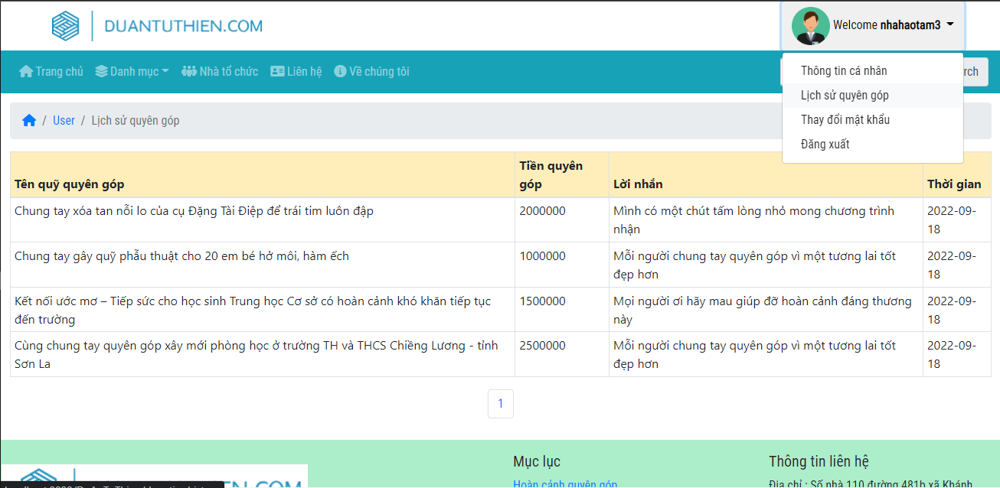 DUANTUTHIEN.COM
Welcome nhahaotam3
Trang chủ Danh mục Nhà tổ chức Liên hệ Về chúng tôi rch
Thông tin cá nhân
Lịch sử quyên góp
Thay đổi mật khẩu
Đăng xuất
/ User / Lịch sử quyên góp
Tên quỹ quyên góp
Tiền quyên
góp
Lời nhắn
Thời gian
Chung tay xóa tan nỗi lo của cụ Đặng Tài Điệp để trái tim luôn đập
2000000
Mình có một chút tấm lòng nhỏ mong chương trình
nhận
2022-09-
18
Chung tay gây quỹ phẫu thuật cho 20 em bé hở môi, hàm ếch
1000000
Mỗi người chung tay quyên góp vì một tương lai tốt
đẹp hơn
2022-09-
18
Kết nối ước mơ – Tiếp sức cho học sinh Trung học Cơ sở có hoàn cảnh khó khăn tiếp tục
đến trường
1500000
Mọi người ơi hãy mau giúp đỡ hoàn cảnh đáng thương
này
2022-09-
18
Cùng chung tay quyên góp xây mới phòng học ở trường TH và THCS Chiềng Lương - tỉnh
Sơn La
2500000
Mỗi người chung tay quyên góp vì một tương lai tốt
đẹp hơn
2022-09-
18
1
Mục lục
Hoàn cảnh quyên góp
Thông tin liên hệ
Địa chỉ : Số nhà 110 đường 481b xã Khánh